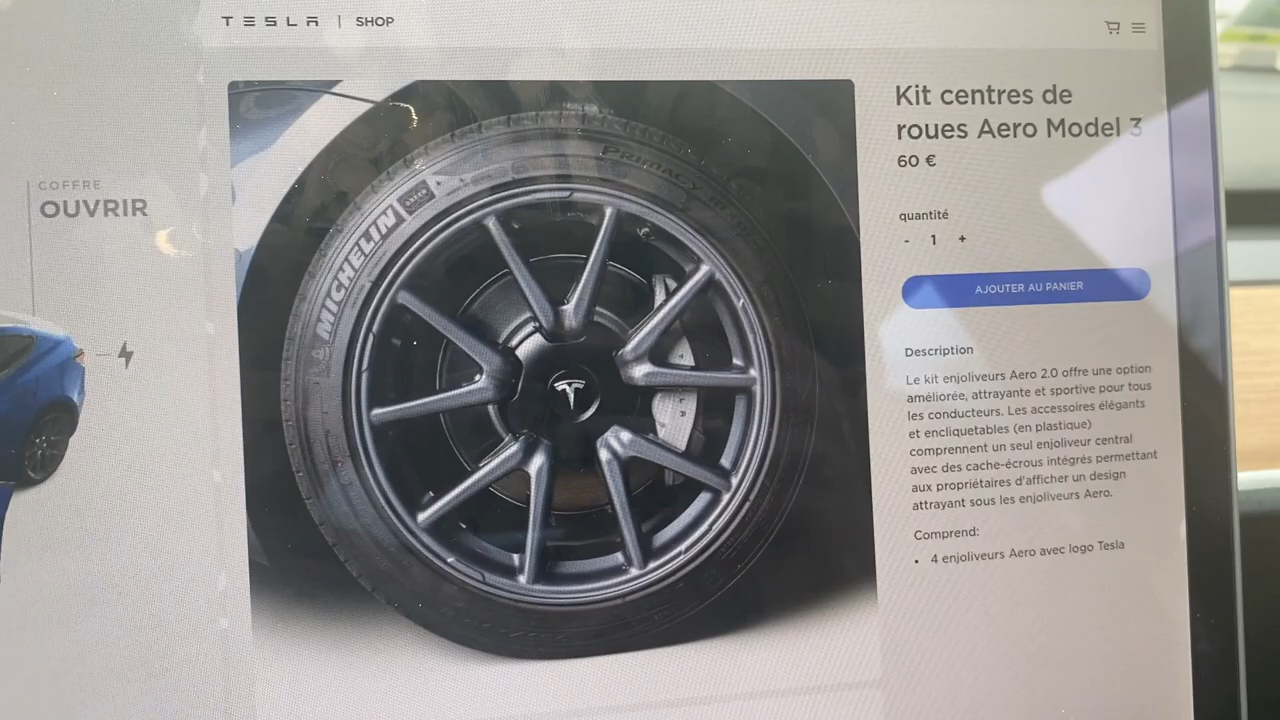 TESLA | SHOP
COFFRE
OUVRIR
MICHELIN
PRIMACY
TESLA
Kit centres de
roues Aero Model 3
60 €
quantité
- 1 +
AJOUTER AU PANIER
Description
Le kit enjoliveurs Aero 2.0 offre une option
améliorée, attrayante et sportive pour tous
les conducteurs. Les accessoires élégants
et encliquetables (en plastique)
comprennent un seul enjoliveur central
avec des cache-écrous intégrés permettant
aux propriétaires d'afficher un design
attrayant sous les enjoliveurs Aero.
Comprend:
• 4 enjoliveurs Aero avec logo Tesla